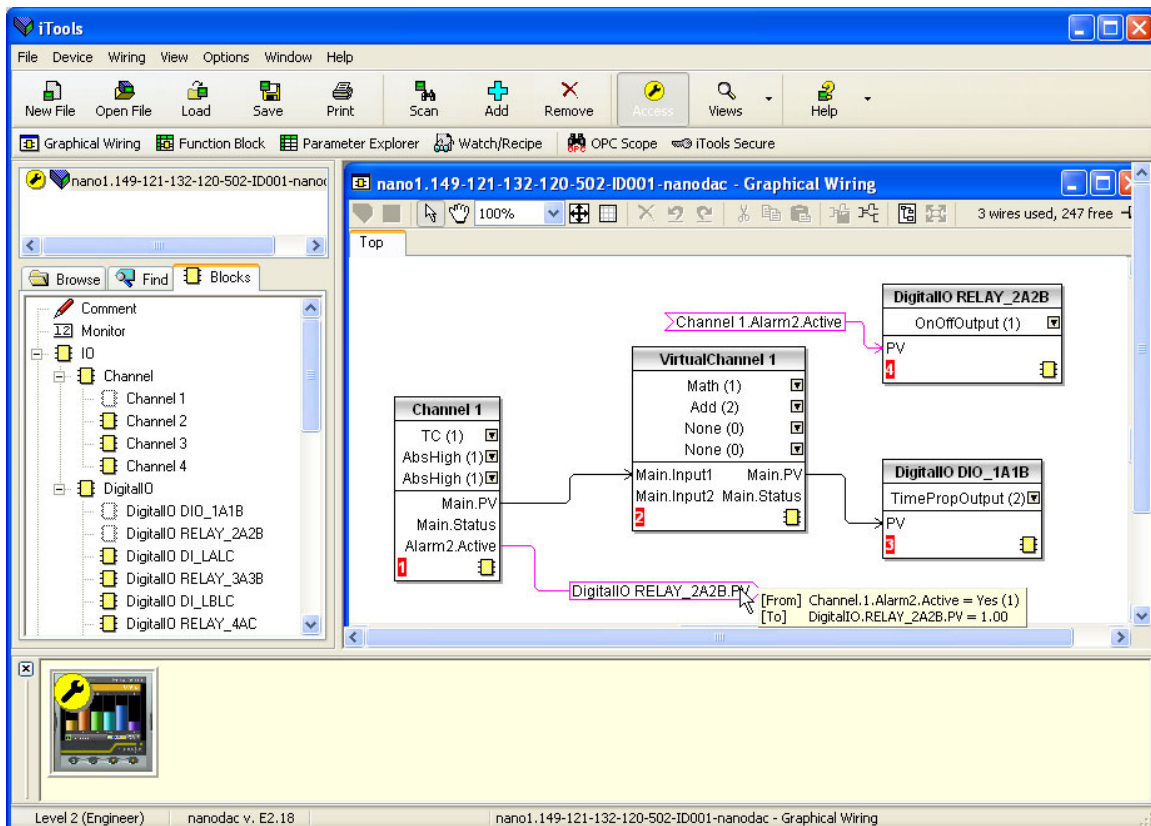 iTools
File Device Wiring View Options Window Help
New File Open File Load Save Print Scan Add Remove Access Views Help
Graphical Wiring Function Block Parameter Explorer Watch/Recipe OPC Scope iTools Secure
nano1.149-121-132-120-502-ID001-nanod
Browse Find Blocks
Comment
12 Monitor
IO
Channel
Channel 1
Channel 2
Channel 3
Channel 4
DigitalIO
DigitalIO DIO_1A1B
DigitalIO RELAY_2A2B
DigitalIO DI_LALC
DigitalIO RELAY_3A3B
DigitalIO DI_LBLC
DigitalIO RELAY_4AC
nano1.149-121-132-120-502-ID001-nanodac - Graphical Wiring
100%
3 wires used, 247 free
Top
Channel 1
TC (1)
AbsHigh (1)
AbsHigh (1)
Main.PV
Main.Status
Alarm2.Active
1
VirtualChannel 1
Math (1)
Add (2)
None (0)
None (0)
Main.Input1 Main.PV
Main.Input2 Main.Status
2
Channel 1.Alarm2.Active
DigitalIO RELAY_2A2B
OnOffOutput (1)
PV
4
DigitalIO DIO_1A1B
TimePropOutput (2)
PV
3
DigitalIO RELAY_2A2B.PV
[From] Channel.1.Alarm2.Active = Yes (1)
[To] DigitalIO.RELAY_2A2B.PV = 1.00
Level 2 (Engineer) nanodac v. E2.18 nano1.149-121-132-120-502-ID001-nanodac - Graphical Wiring